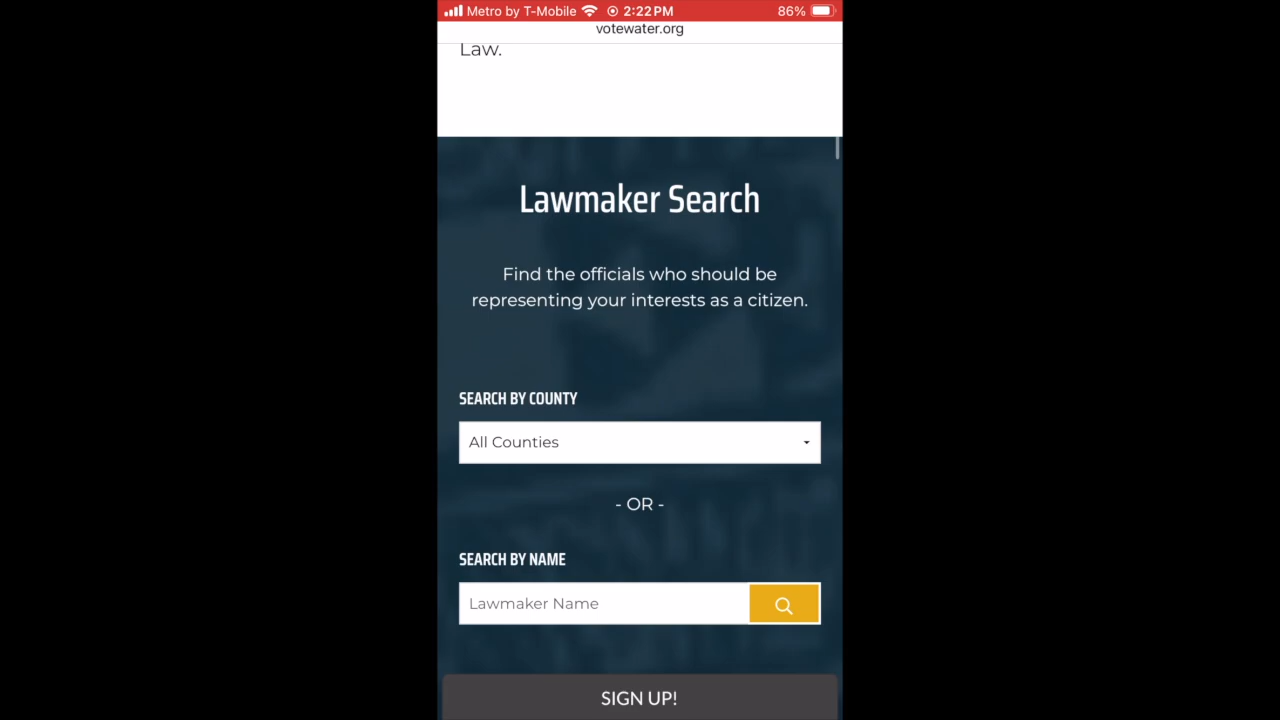 Metro by T-Mobile 2:22 PM 86%
votewater.org
Law.
Lawmaker Search
Find the officials who should be
representing your interests as a citizen.
SEARCH BY COUNTY
All Counties
- OR -
SEARCH BY NAME
Lawmaker Name
SIGN UP!